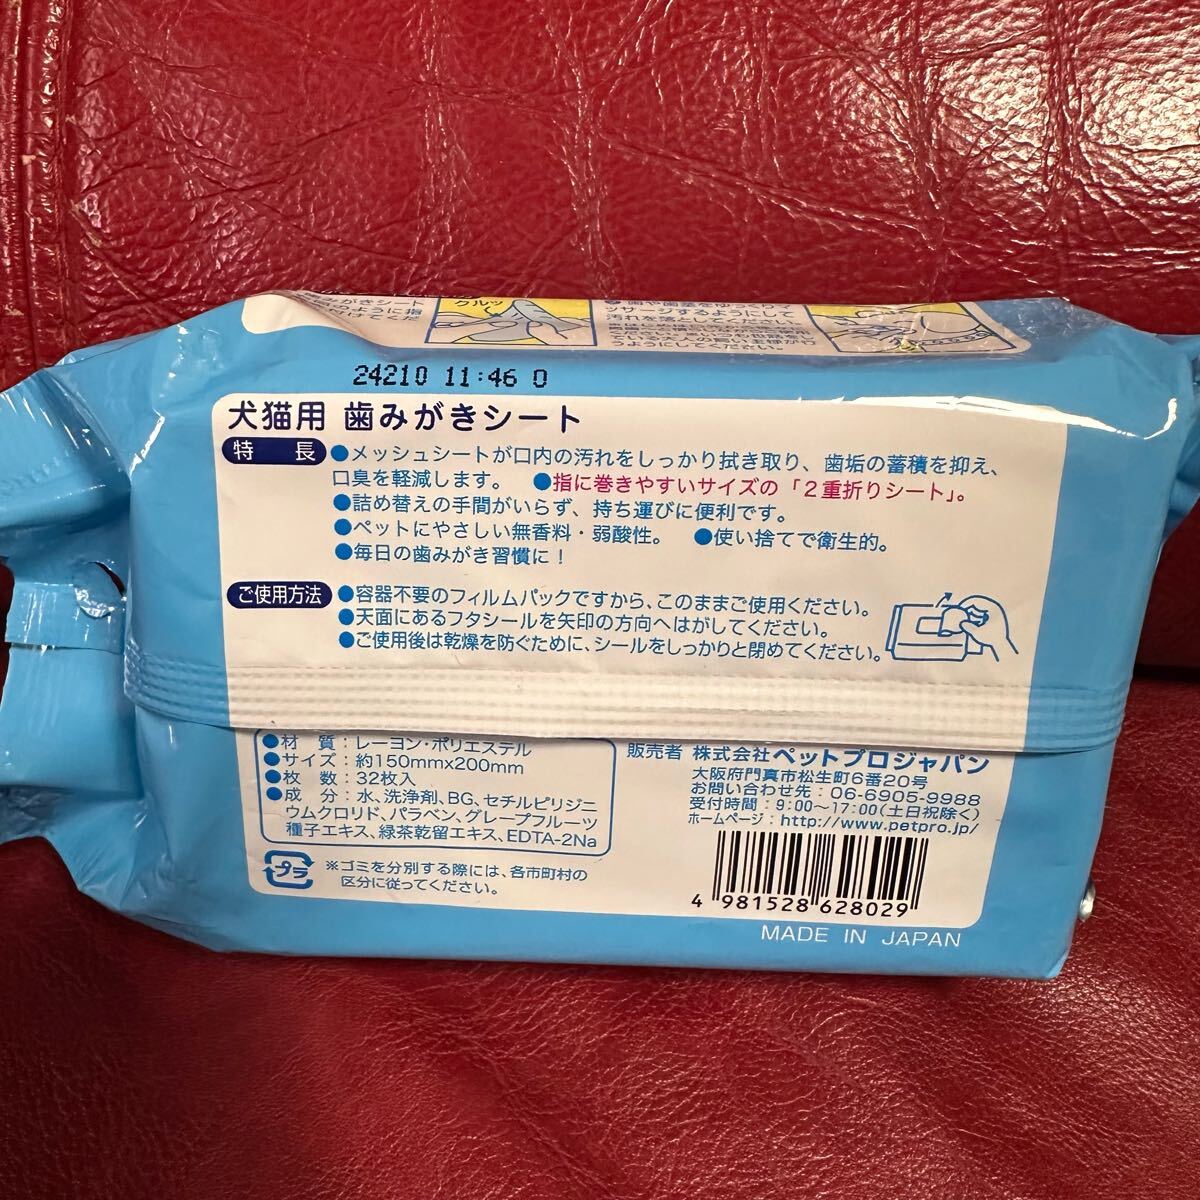 歯みがきシート
クルッ
サージするようにして
24210 11:46 0
犬猫用 歯みがきシート
特 長 ●メッシュシートが口内の汚れをしっかり拭き取り、歯垢の蓄積を抑え、
口臭を軽減します。 ●指に巻きやすいサイズの「2重折りシート」。
●詰め替えの手間がいらず、持ち運びに便利です。
●ペットにやさしい無香料・弱酸性。 ●使い捨てで衛生的。
●毎日の歯みがき習慣に!
ご使用方法 ●容器不要のフィルムパックですから、このままご使用ください。
●天面にあるフタシールを矢印の方向へはがしてください。
●ご使用後は乾燥を防ぐために、シールをしっかりと閉めてください。
●材 質:レーヨン・ポリエステル
●サイズ:約150mmx200mm
●枚 数:32枚入
●成 分:水、洗浄剤、BG、セチルピリジニ
ウムクロリド、パラベン、グレープフルーツ
種子エキス、緑茶乾留エキス、EDTA-2Na
プラ
※ゴミを分別する際には、各市町村の
区分に従ってください。
販売者 株式会社ペットプロジャパン
大阪府門真市松生町6番20号
お問い合わせ先:06-6905-9988
受付時間:9:00〜17:00(土日祝除く)
ホームページ:http://www.petpro.jp/
4 981528 628029
MADE IN JAPAN